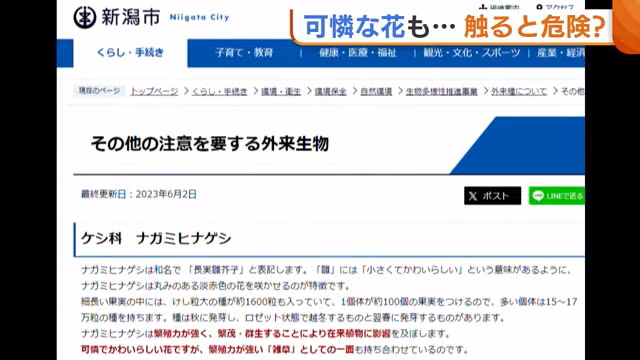 新潟市 Niigata City
組織案内 アクセス
可憐な花も… 触ると危険?
くらし・手続き 子育て・教育 健康・医療・福祉 観光・文化・スポーツ 産業・経済
現在のページ トップページ > くらし・手続き > 環境・衛生 > 環境保全 > 自然環境 > 生物多様性推進事業 > 外来種について > その他
その他の注意を要する外来生物
最終更新日：2023年6月2日
X ポスト LINEで送る
ケシ科 ナガミヒナゲシ
ナガミヒナゲシは和名で「長実雛芥子」と表記します。「雛」には「小さくてかわいらしい」という意味があるように、
ナガミヒナゲシは丸みのある淡赤色の花を咲かせるのが特徴です。
細長い果実の中には、けし粒大の種が約1600粒も入っていて、1個体が約100個の果実をつけるので、多い個体は15～17
万粒の種を持ちます。種は秋に発芽し、ロゼット状態で越冬するものと翌春に発芽するものがあります。
ナガミヒナゲシは繁殖力が強く、繁茂・群生することにより在来植物に影響を及ぼします。
可憐でかわいらしい花ですが、繁殖力が強い「雑草」としての一面も持ち合わせているのです。